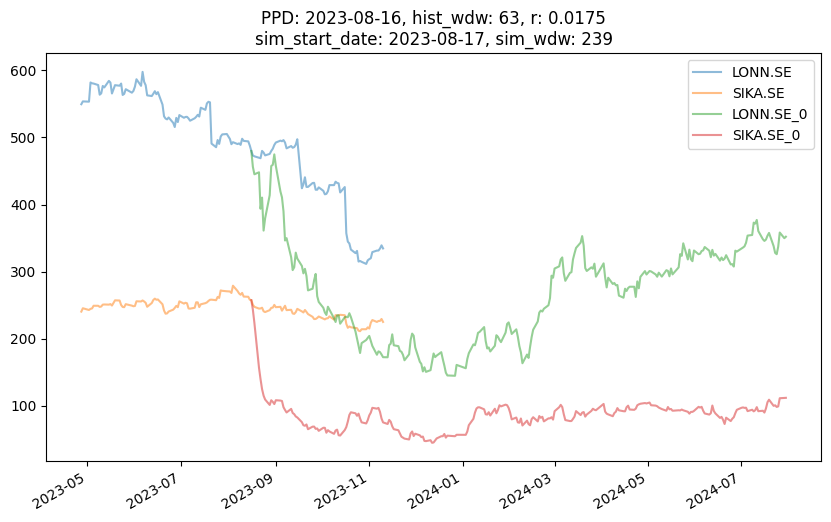 PPD: 2023-08-16, hist_wdw: 63, r: 0.0175
sim_start_date: 2023-08-17, sim_wdw: 239
LONN.SE
SIKA.SE
LONN.SE_0
SIKA.SE_0
600
500
400
300
200
100
2023-05
2023-07
2023-09
2023-11
2024-01
2024-03
2024-05
2024-07